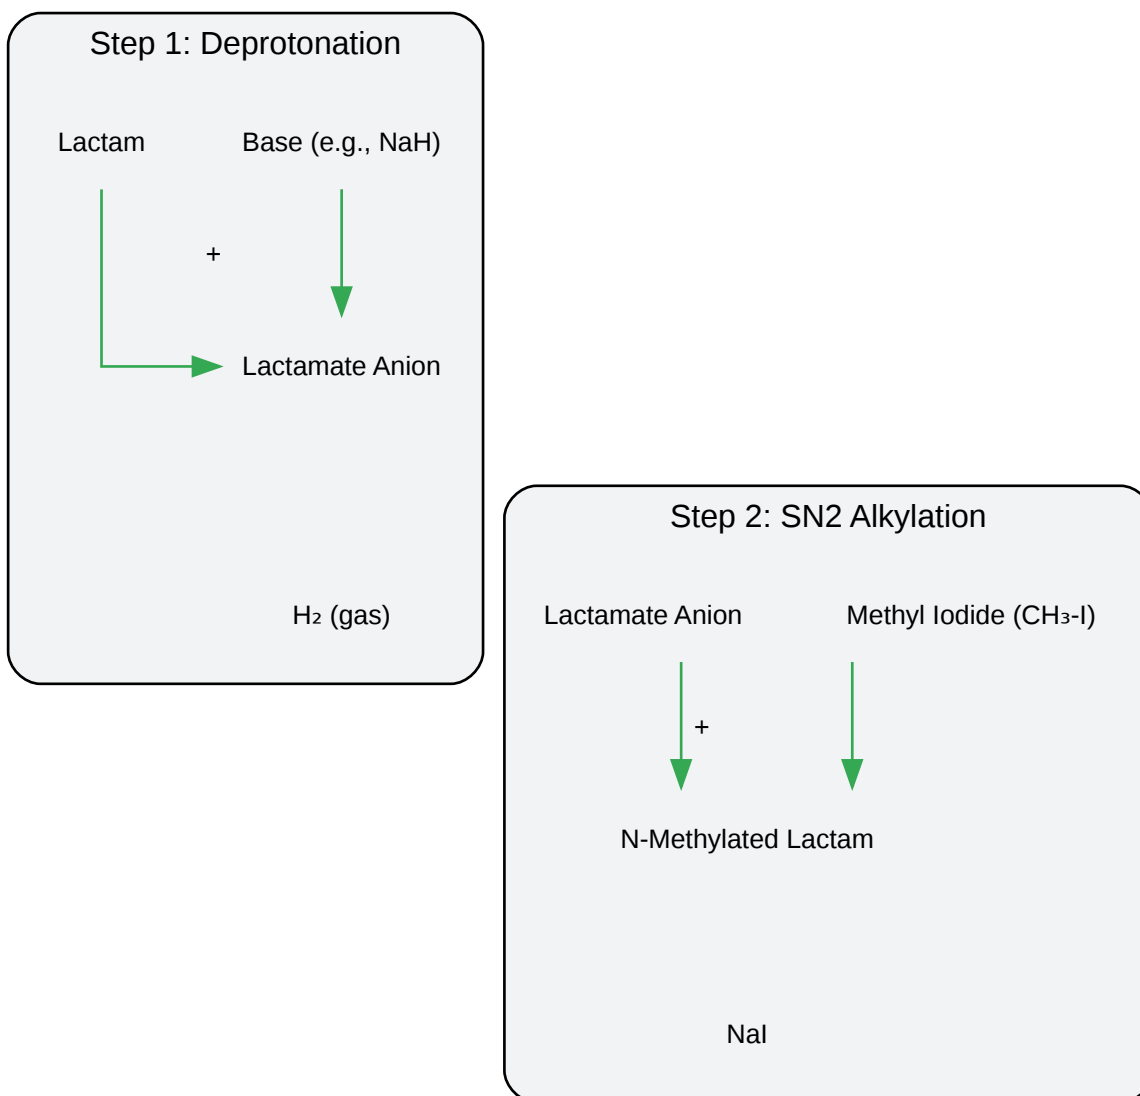 Step 1: Deprotonation
Lactam
Base (e.g., NaH)
+
Lactamate Anion
H₂ (gas)
Step 2: SN2 Alkylation
Lactamate Anion
Methyl Iodide (CH₃-I)
+
N-Methylated Lactam
NaI